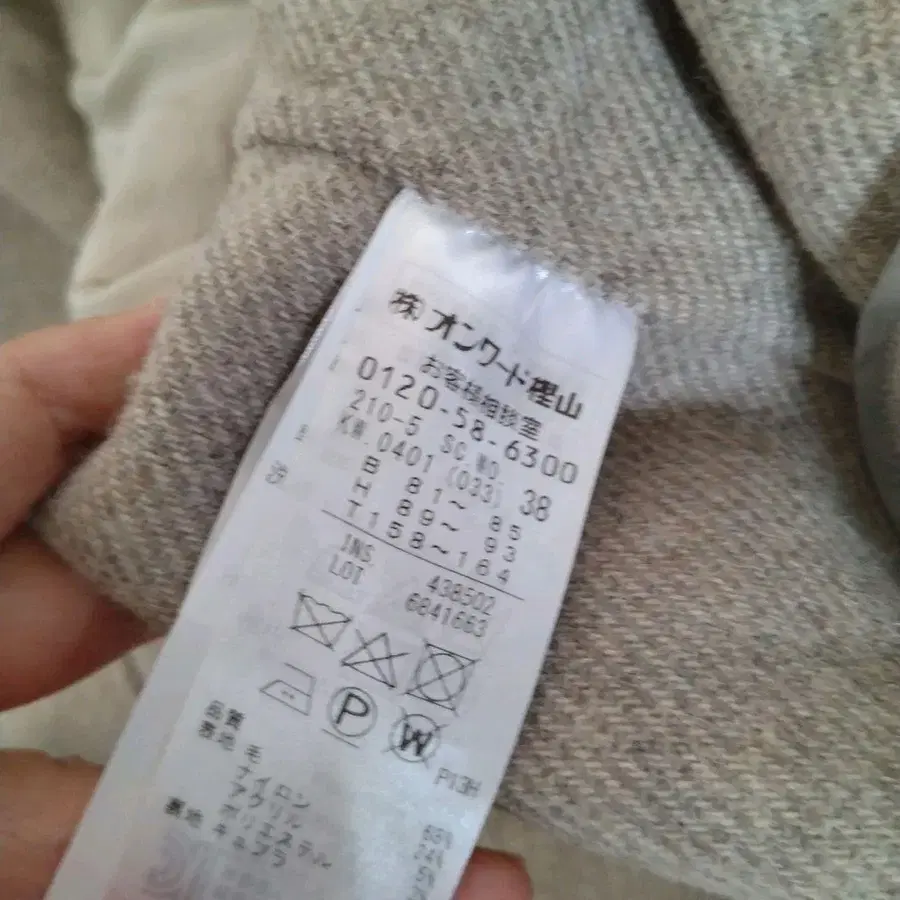 ㈱オンワード樫山
お客様相談室
0120-58-6300
210-5 SC NO.
KW.0401 (033) 38
B 81~ 85
H 89~ 93
T158~164
INS. 438502
LOT 6841663
P
W
P13H
品質
表地 毛
ナイロン 24%
アクリル 5%
ポリエステル
裏地 キュプラ